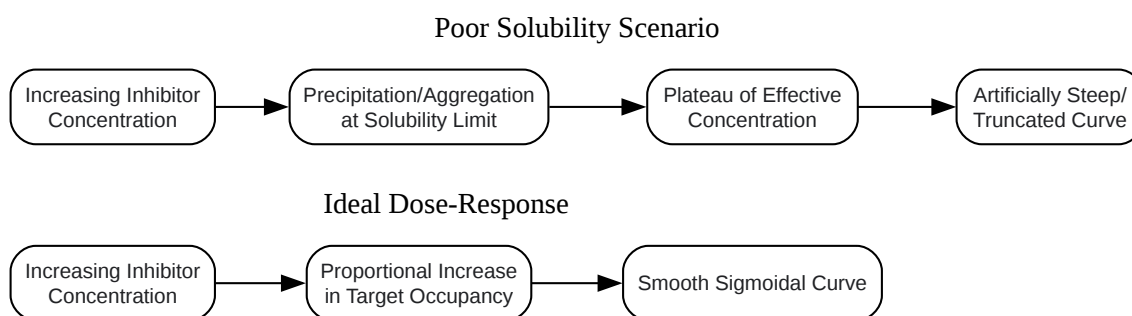 Poor Solubility Scenario
Increasing Inhibitor
Concentration
Precipitation/Aggregation
at Solubility Limit
Plateau of Effective
Concentration
Artificially Steep/
Truncated Curve
Ideal Dose-Response
Increasing Inhibitor
Concentration
Proportional Increase
in Target Occupancy
Smooth Sigmoidal Curve